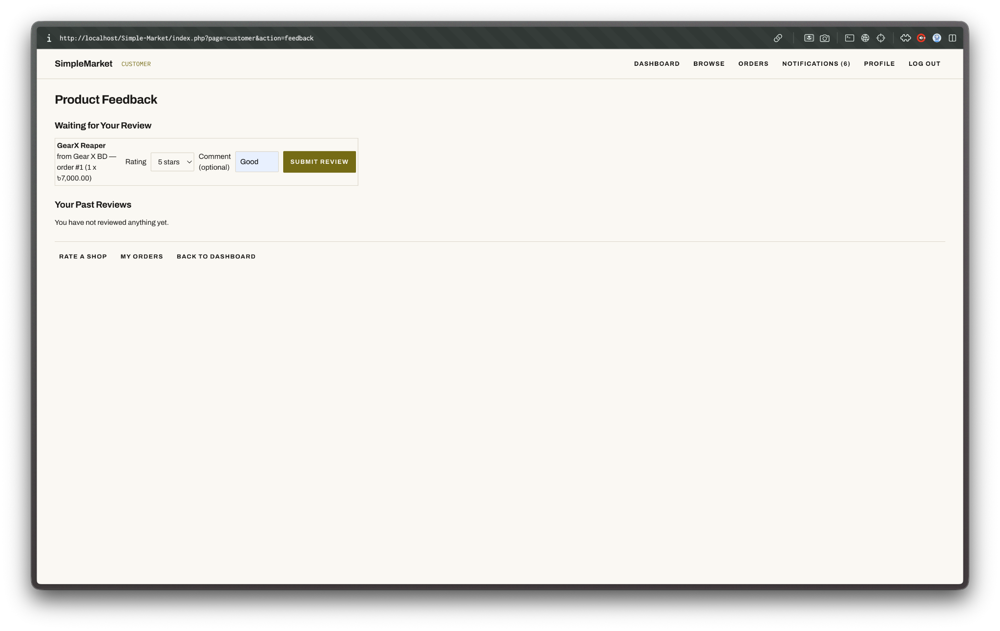 http://localhost/Simple-Market/index.php?page=customer&action=feedback
SimpleMarket CUSTOMER DASHBOARD BROWSE ORDERS NOTIFICATIONS (6) PROFILE LOG OUT
Product Feedback
Waiting for Your Review
GearX Reaper
from Gear X BD —
order #1 (1 x
৳7,000.00)
Rating 5 stars
Comment
(optional)
Good
SUBMIT REVIEW
Your Past Reviews
You have not reviewed anything yet.
RATE A SHOP MY ORDERS BACK TO DASHBOARD